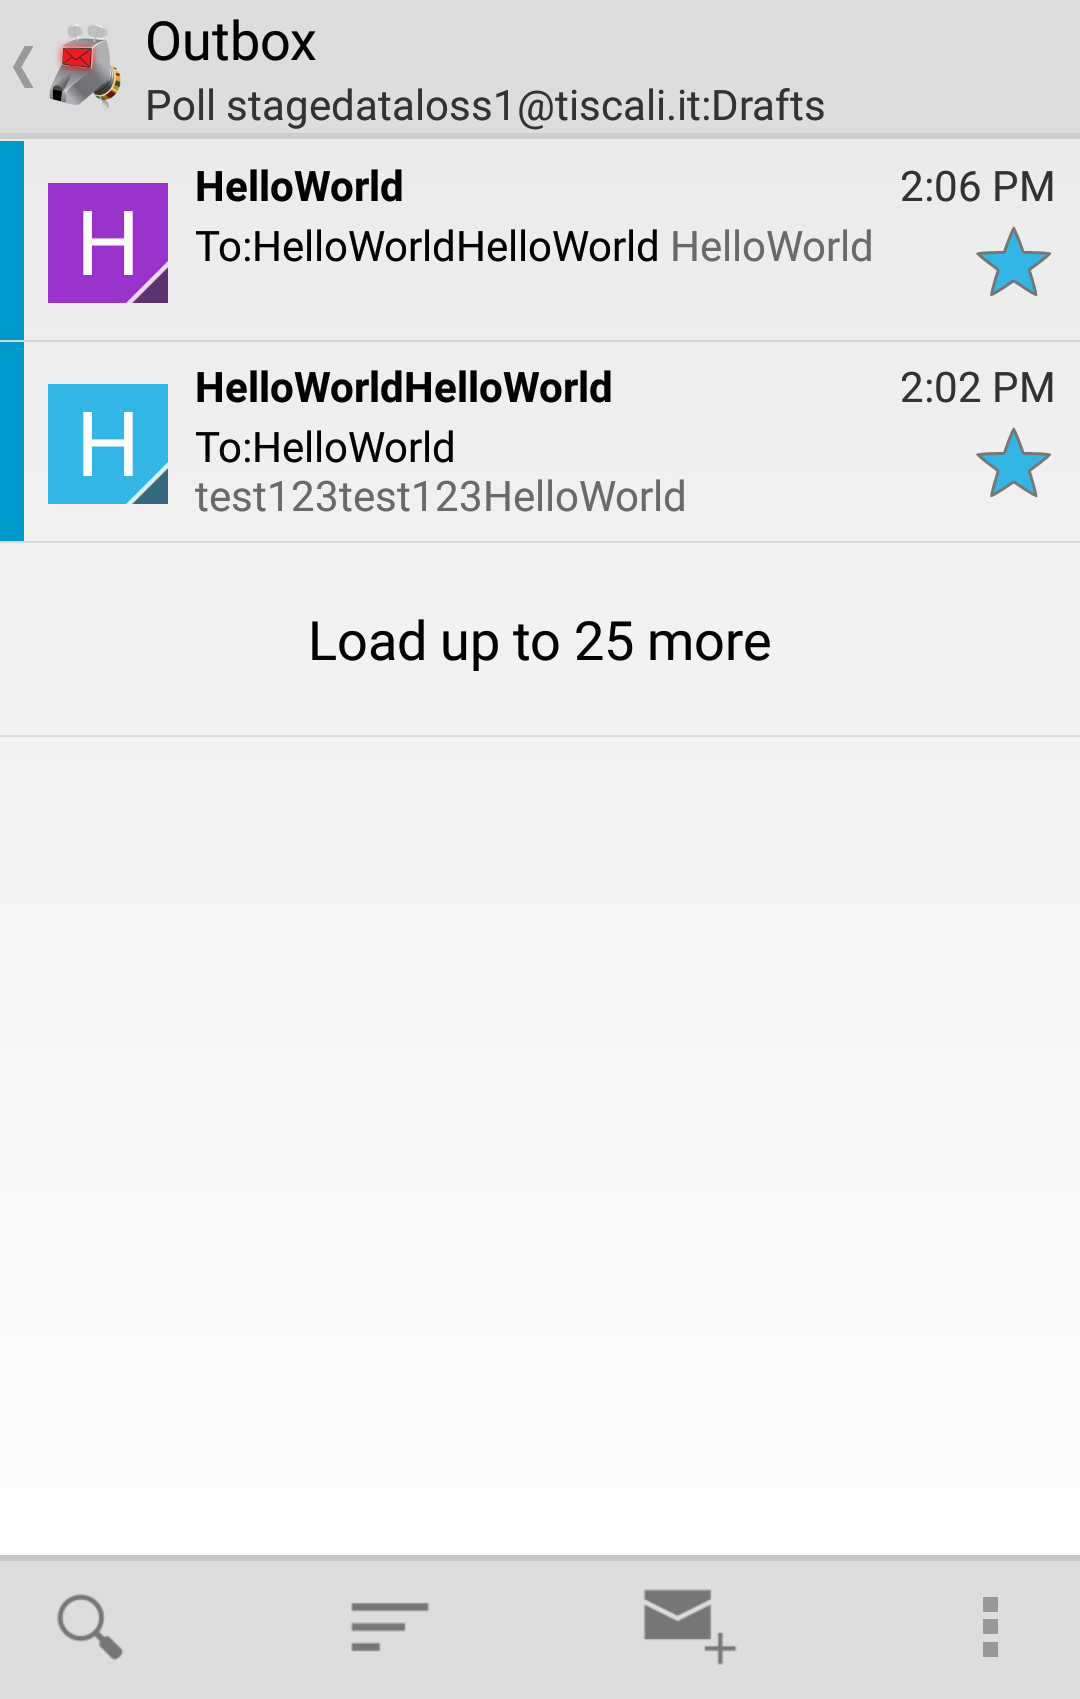 Outbox
Poll stagedataloss1@tiscali.it:Drafts
H
HelloWorld
2:06 PM
To:HelloWorldHelloWorld HelloWorld
H
HelloWorldHelloWorld
2:02 PM
To:HelloWorld
test123test123HelloWorld
Load up to 25 more